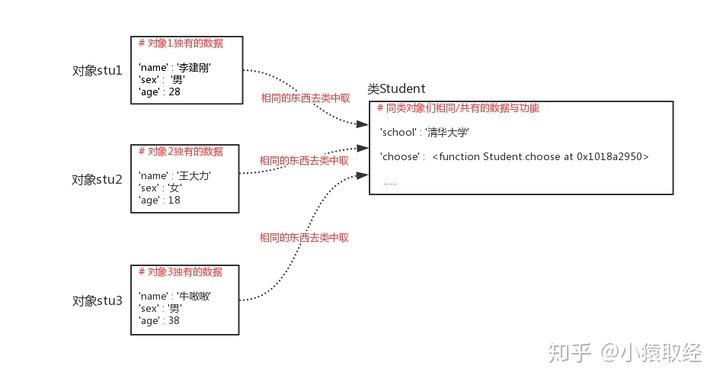 对象stu1
# 对象1独有的数据
'name' : '李建刚'
'sex' : '男'
'age' : 28
相同的东西去类中取
对象stu2
# 对象2独有的数据
'name' : '王大力'
'sex' : '女'
'age' : 18
相同的东西去类中取
对象stu3
# 对象3独有的数据
'name' : '牛嗷嗷'
'sex' : '男'
'age' : 38
相同的东西去类中取
类Student
# 同类对象们相同/共有的数据与功能
'school' : '清华大学'
'choose' : <function Student.choose at 0x1018a2950>
......
知乎 @小猿取经